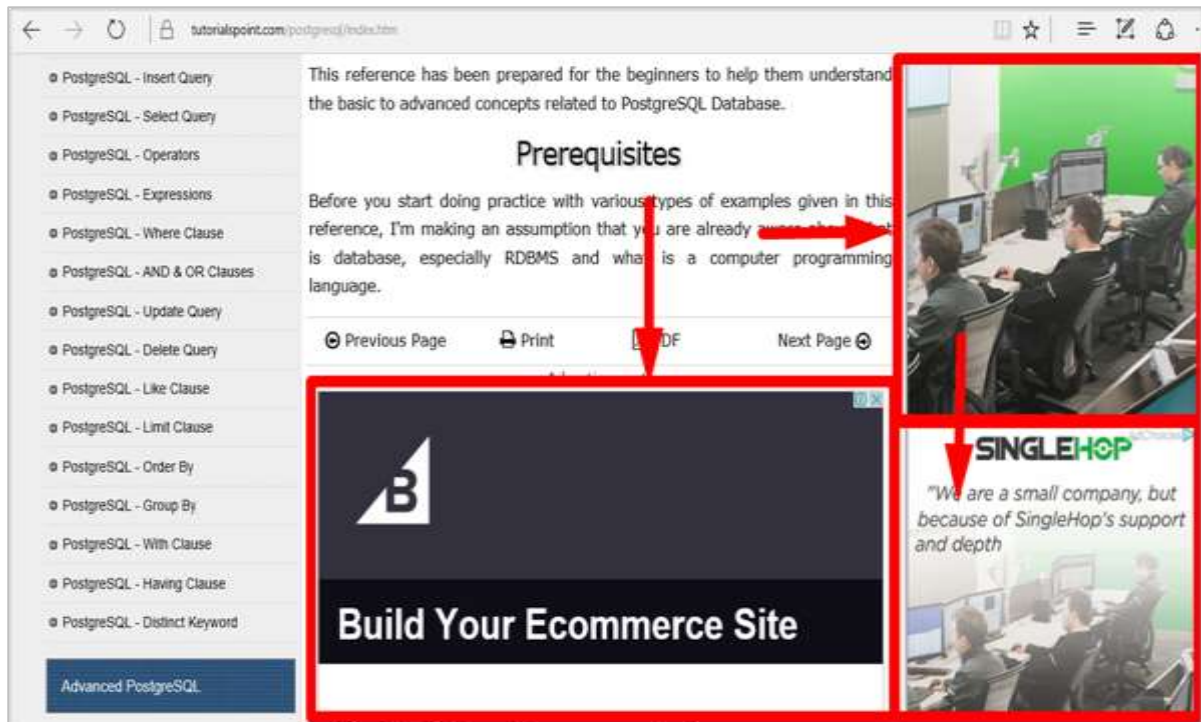 tutorialspoint.com/postgresql/index.htm
PostgreSQL - Insert Query
PostgreSQL - Select Query
PostgreSQL - Operators
PostgreSQL - Expressions
PostgreSQL - Where Clause
PostgreSQL - AND & OR Clauses
PostgreSQL - Update Query
PostgreSQL - Delete Query
PostgreSQL - Like Clause
PostgreSQL - Limit Clause
PostgreSQL - Order By
PostgreSQL - Group By
PostgreSQL - With Clause
PostgreSQL - Having Clause
PostgreSQL - Distinct Keyword
Advanced PostgreSQL
This reference has been prepared for the beginners to help them understand
the basic to advanced concepts related to PostgreSQL Database.
Prerequisites
Before you start doing practice with various types of examples given in this
reference, I'm making an assumption that you are already
is database, especially RDBMS and what is a computer programming
language.
Previous Page Print Next Page
Build Your Ecommerce Site
SINGLEHOP
"We are a small company, but
because of SingleHop's support
and depth